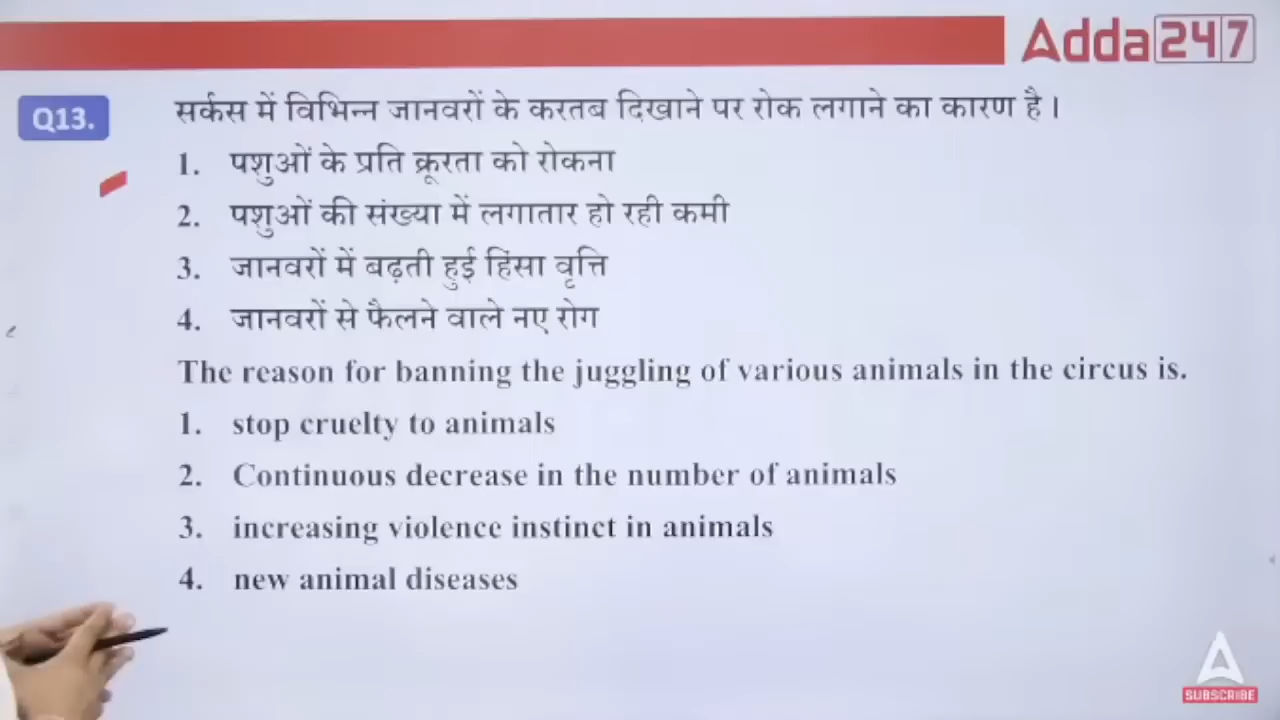 Adda247
Q13. सर्कस में विभिन्न जानवरों के करतब दिखाने पर रोक लगाने का कारण है।
1. पशुओं के प्रति क्रूरता को रोकना
2. पशुओं की संख्या में लगातार हो रही कमी
3. जानवरों में बढ़ती हुई हिंसा वृत्ति
4. जानवरों से फैलने वाले नए रोग
The reason for banning the juggling of various animals in the circus is.
1. stop cruelty to animals
2. Continuous decrease in the number of animals
3. increasing violence instinct in animals
4. new animal diseases
SUBSCRIBE